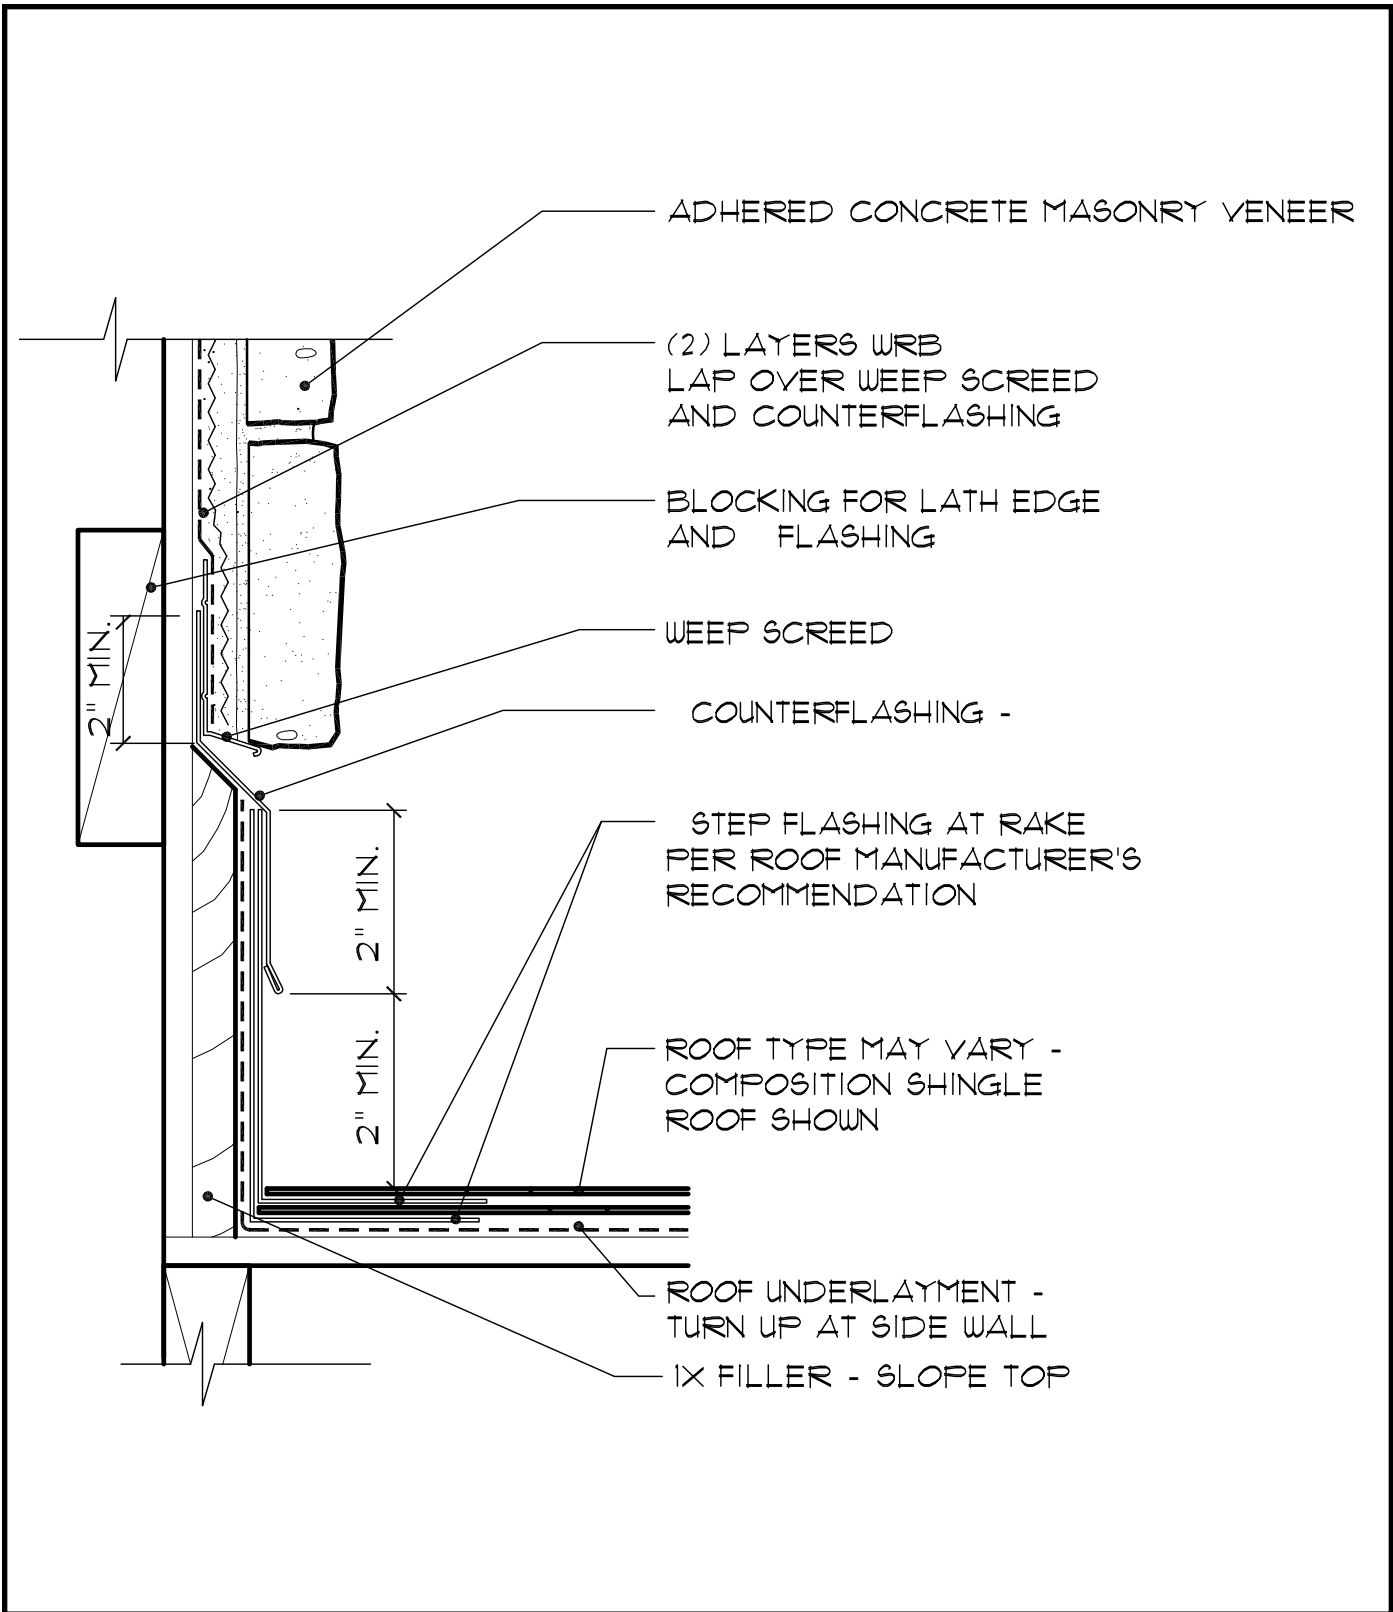 ADHERED CONCRETE MASONRY VENEER
(2) LAYERS WRB
LAP OVER WEEP SCREED
AND COUNTERFLASHING
BLOCKING FOR LATH EDGE
AND FLASHING
WEEP SCREED
2" MIN.
COUNTERFLASHING -
STEP FLASHING AT RAKE
PER ROOF MANUFACTURER'S
RECOMMENDATION
2" MIN.
2" MIN.
ROOF TYPE MAY VARY -
COMPOSITION SHINGLE
ROOF SHOWN
ROOF UNDERLAYMENT -
TURN UP AT SIDE WALL
1X FILLER - SLOPE TOP